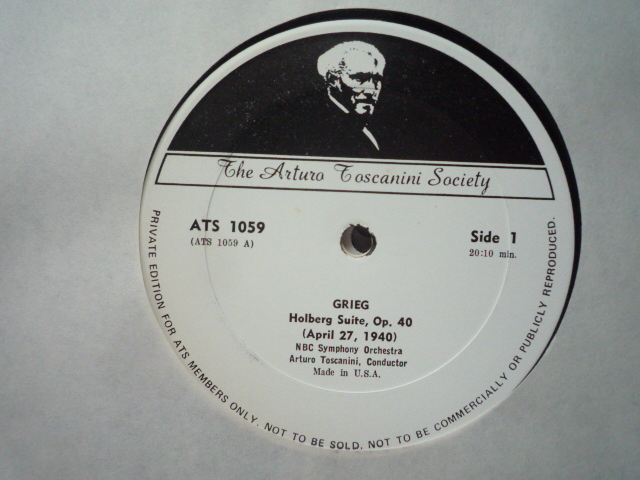 The Arturo Toscanini Society
ATS 1059
(ATS 1059 A)
Side 1
20:10 min.
GRIEG
Holberg Suite, Op. 40
(April 27, 1940)
NBC Symphony Orchestra
Arturo Toscanini, Conductor
Made in U.S.A.
PRIVATE EDITION FOR ATS MEMBERS ONLY. NOT TO BE SOLD. NOT TO BE COMMERCIALLY OR PUBLICLY REPRODUCED.